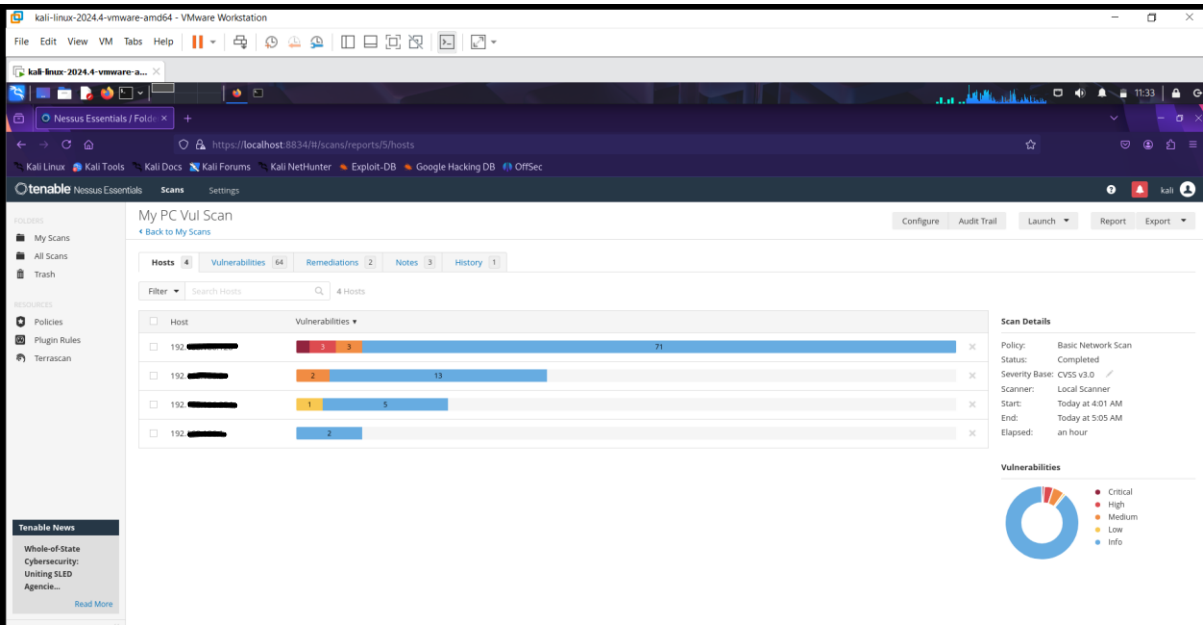 kali-linux-2024.4-vmware-amd64 - VMware Workstation
File Edit View VM Tabs Help
kali-linux-2024.4-vmware-a...
11:33
Nessus Essentials / Folde
https://localhost:8834/#/scans/reports/5/hosts
Kali Linux Kali Tools Kali Docs Kali Forums Kali NetHunter Exploit-DB Google Hacking DB OffSec
tenable Nessus Essentials Scans Settings kali
FOLDERS
My Scans
All Scans
Trash
RESOURCES
Policies
Plugin Rules
Terrascan
Tenable News
Whole-of-State
Cybersecurity:
Uniting SLED
Agencie...
Read More
My PC Vul Scan
Back to My Scans
Configure Audit Trail Launch Report Export
Hosts 4 Vulnerabilities 64 Remediations 2 Notes 3 History 1
Filter Search Hosts 4 Hosts
Host Vulnerabilities
192. 3 3 71
192. 2 13
192. 1 5
192. 2
Scan Details
Policy: Basic Network Scan
Status: Completed
Severity Base: CVSS v3.0
Scanner: Local Scanner
Start: Today at 4:01 AM
End: Today at 5:05 AM
Elapsed: an hour
Vulnerabilities
Critical
High
Medium
Low
Info